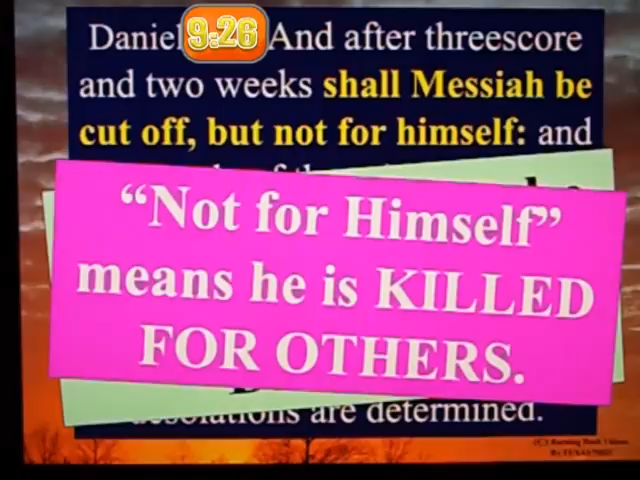 Daniel 9:26 And after threescore
and two weeks shall Messiah be
cut off, but not for himself: and
“Not for Himself”
means he is KILLED
FOR OTHERS.
desolations are determined.